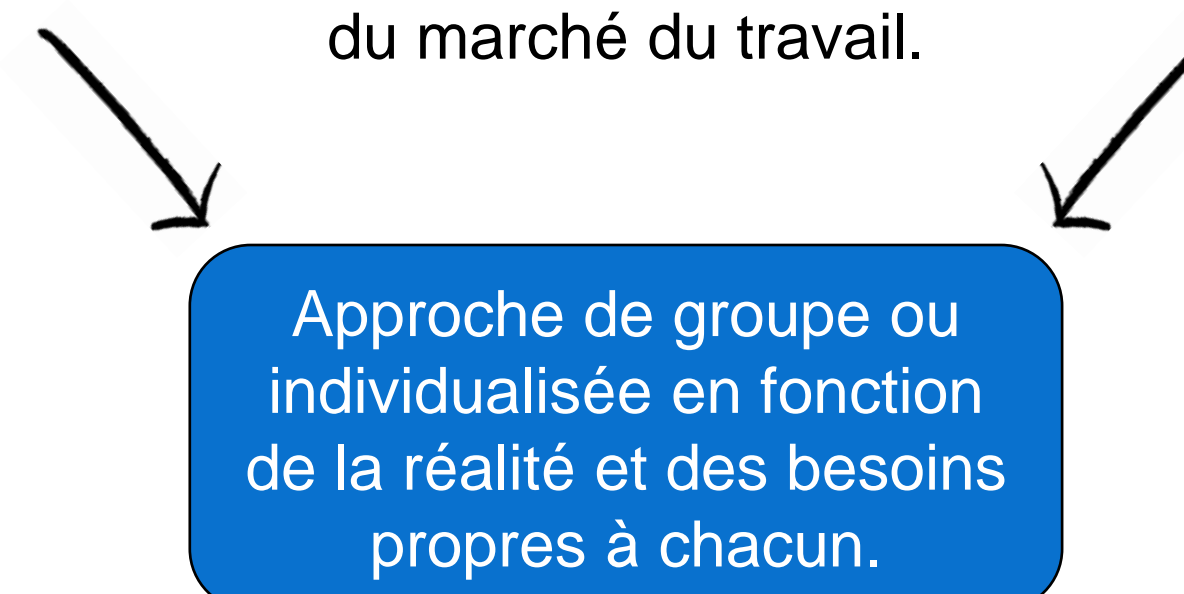 du marché du travail.
Approche de groupe ou
individualisée en fonction
de la réalité et des besoins
propres à chacun.